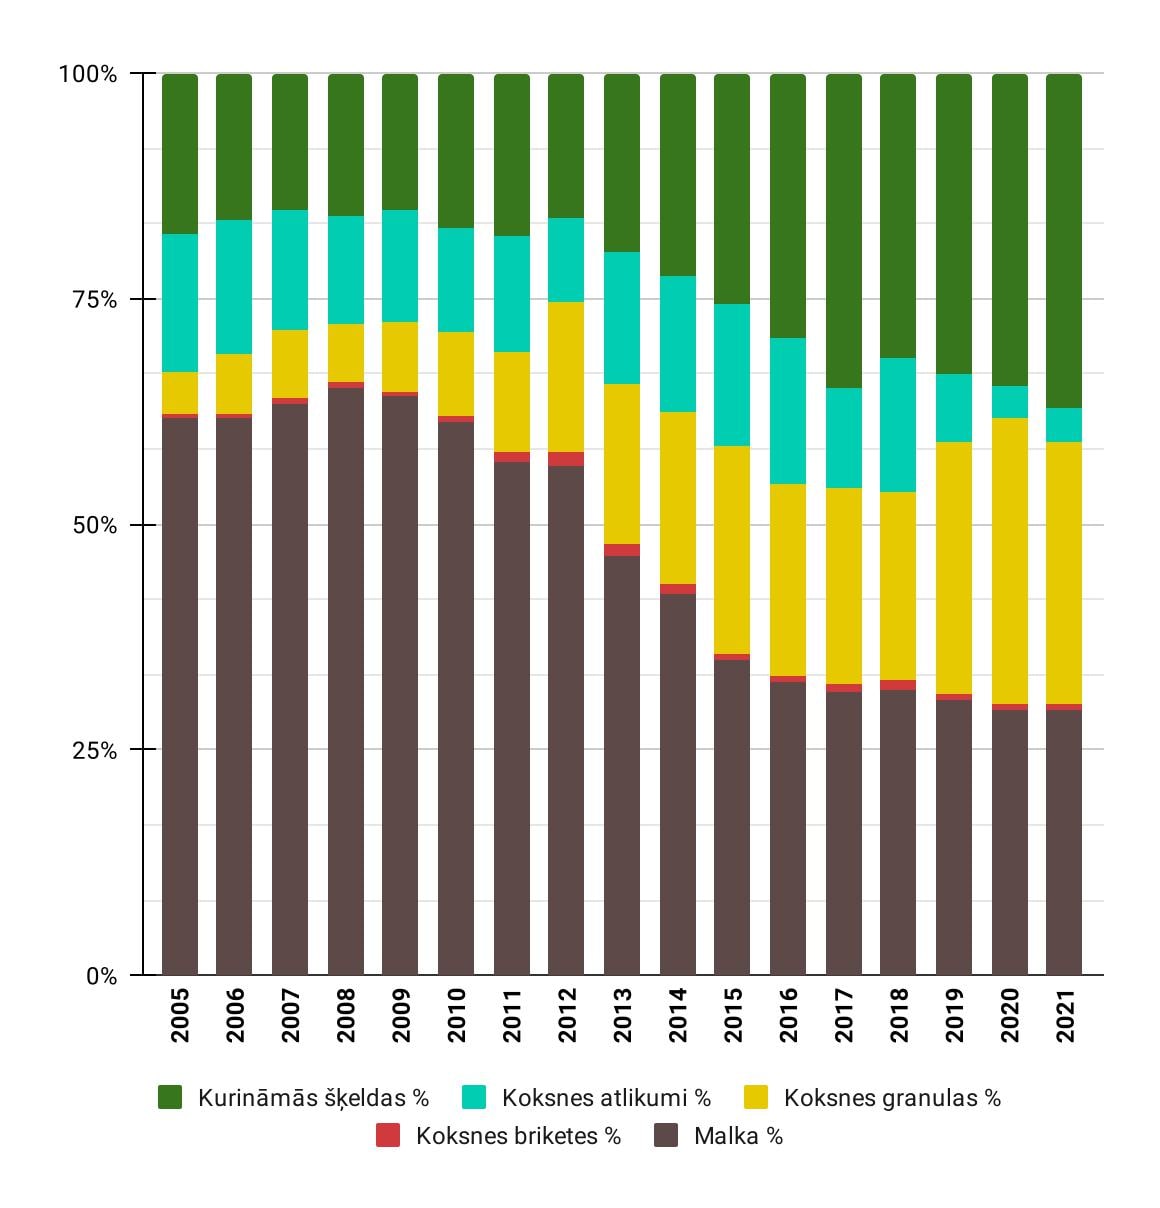 100%
75%
50%
25%
0%
2005 2006 2007 2008 2009 2010 2011 2012 2013 2014 2015 2016 2017 2018 2019 2020 2021
Kurināmās šķeldas % Koksnes atlikumi % Koksnes granulas %
Koksnes briketes % Malka %